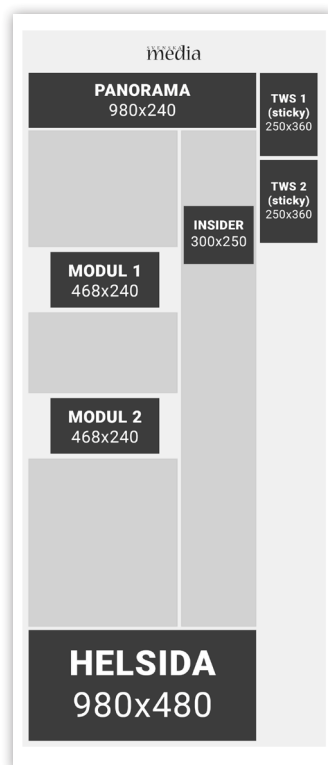 SVENSKA
media
PANORAMA
980x240
TWS 1
(sticky)
250x360
TWS 2
(sticky)
250x360
INSIDER
300x250
MODUL 1
468x240
MODUL 2
468x240
HELSIDA
980x480